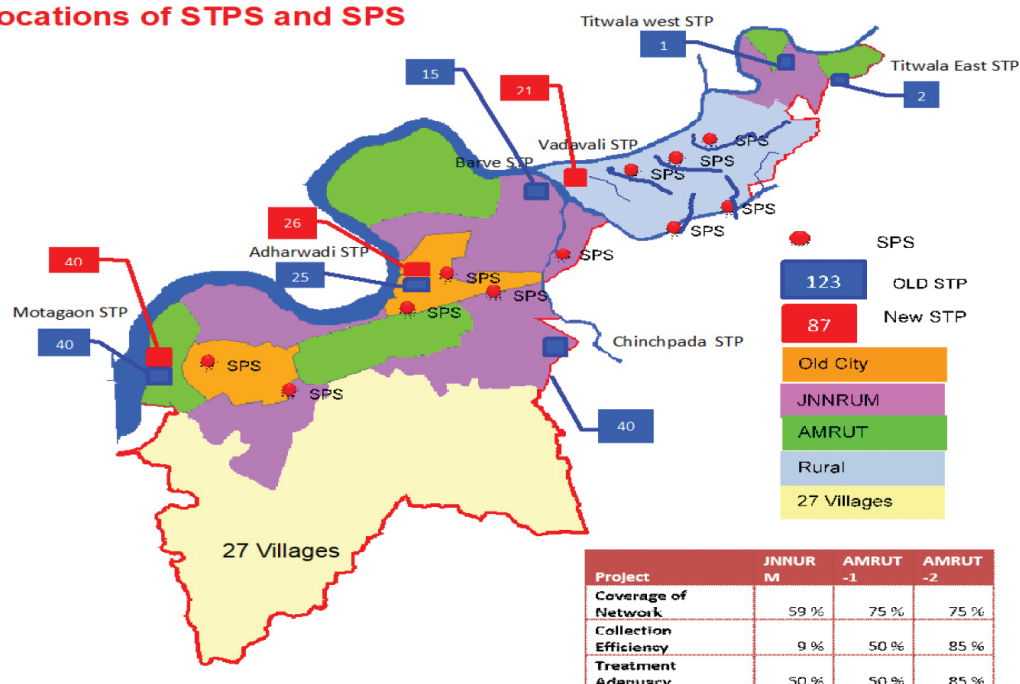 ocations of STPS and SPS
Titwala west STP
1
Titwala East STP
2
15
21
Vadavali STP
Barve STP
SPS
SPS
SPS
SPS
SPS
26
Adharwadi STP
25
SPS
SPS
SPS
SPS
40
Motagaon STP
40
SPS
SPS
Chinchpada STP
40
27 Villages
SPS
123 OLD STP
87 New STP
Old City
JNNRUM
AMRUT
Rural
27 Villages
Project JNNUR M AMRUT -1 AMRUT -2
Coverage of Network 59 % 75 % 75 %
Collection Efficiency 9 % 50 % 85 %
Treatment Adequacy 50 % 50 % 85 %